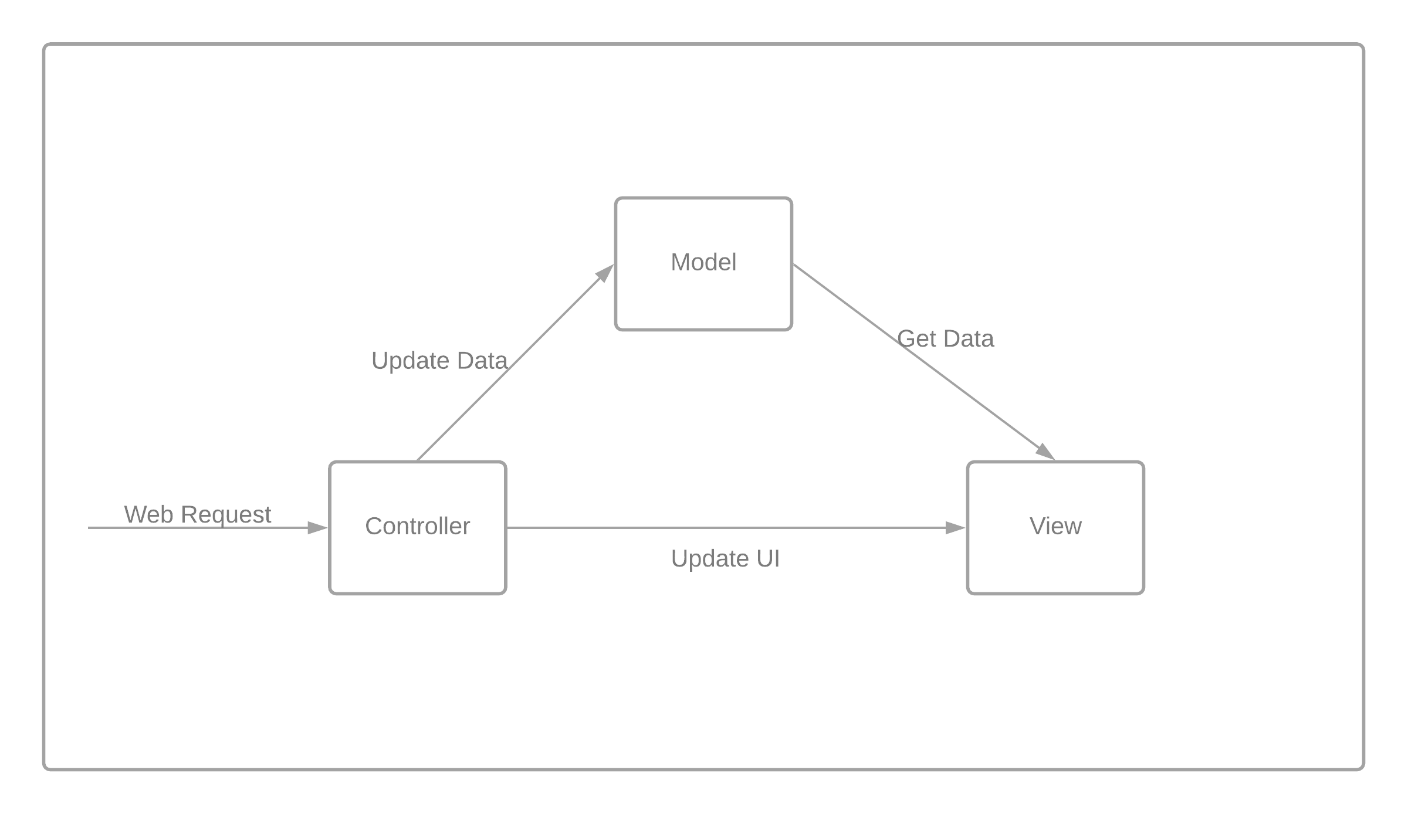 Model
Get Data
Update Data
Web Request
Controller
View
Update UI